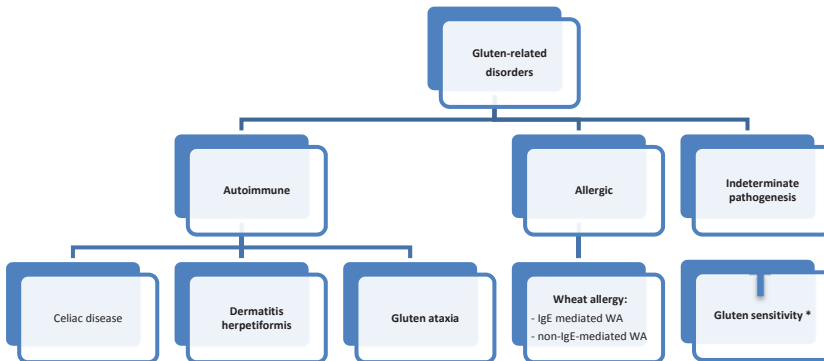 Gluten-related
disorders
Autoimmune
Allergic
Indeterminate
pathogenesis
Celiac disease
Dermatitis
herpetiformis
Gluten ataxia
Wheat allergy:
- IgE mediated WA
- non-IgE-mediated WA
Gluten sensitivity *